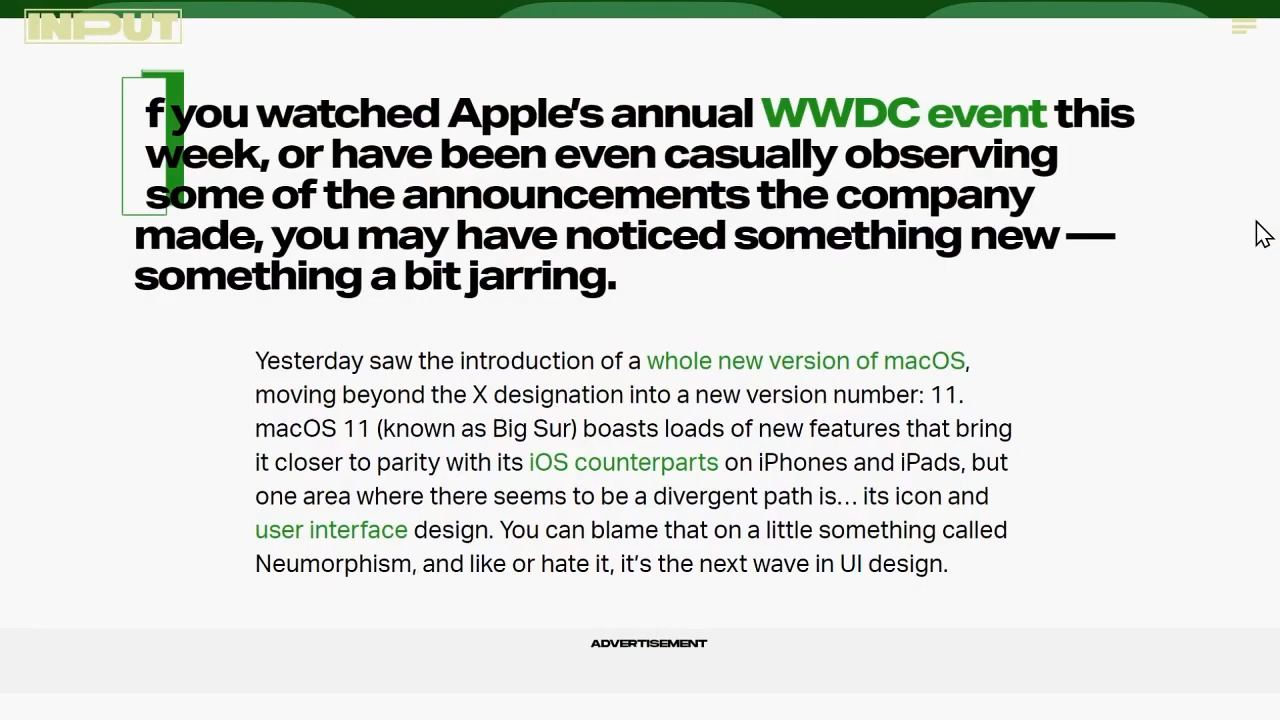 INPUT
If you watched Apple's annual WWDC event this
week, or have been even casually observing
some of the announcements the company
made, you may have noticed something new —
something a bit jarring.
Yesterday saw the introduction of a whole new version of macOS,
moving beyond the X designation into a new version number: 11.
macOS 11 (known as Big Sur) boasts loads of new features that bring
it closer to parity with its iOS counterparts on iPhones and iPads, but
one area where there seems to be a divergent path is… its icon and
user interface design. You can blame that on a little something called
Neumorphism, and like or hate it, it's the next wave in UI design.
ADVERTISEMENT